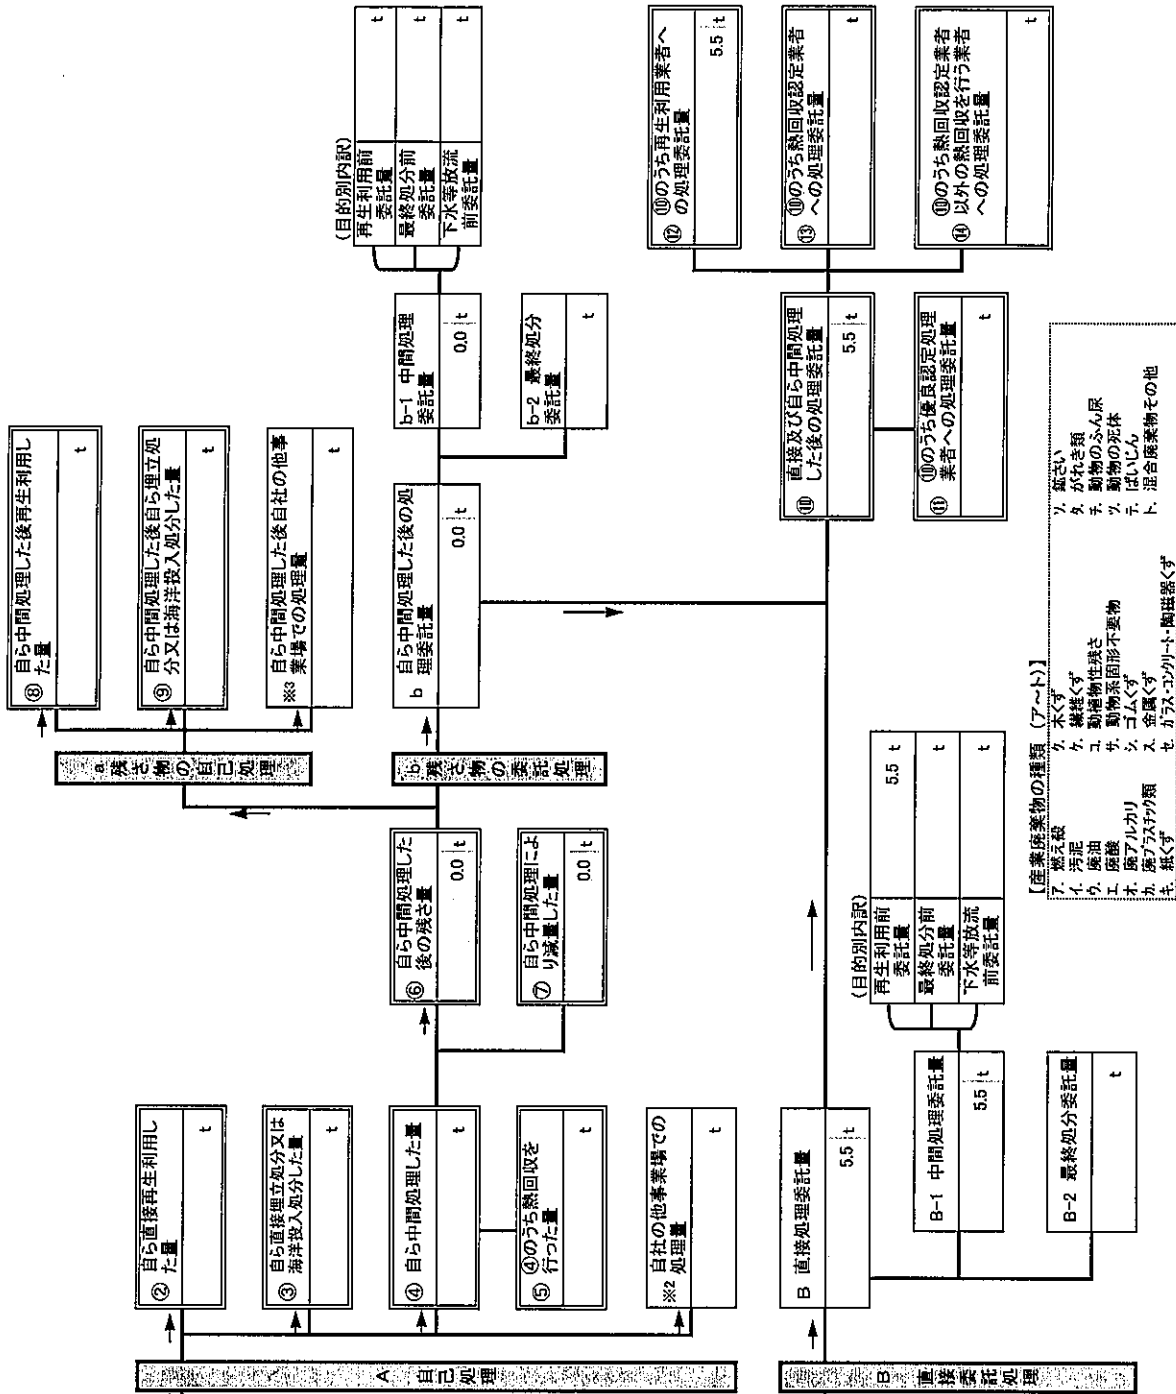 A 自己処理
② 自ら直接再生利用し
た量
t
③ 自ら直接埋立処分又は
海洋投入処分した量
t
④ 自ら中間処理した量
t
⑤ ④のうち熱回収を
行った量
t
※2 自社の他事業場での
処理量
t
⑥ 自ら中間処理した
後の残さ量
0.0 t
⑦ 自ら中間処理によ
り減量した量
0.0 t
a 残さ物の自己処理
⑧ 自ら中間処理した後再生利用し
た量
t
⑨ 自ら中間処理した後自ら埋立処
分又は海洋投入処分した量
t
※3 自ら中間処理した後自社の他事
業場での処理量
t
b 残さ物の委託処理
b 自ら中間処理した後の処
理委託量
0.0 t
b-1 中間処理
委託量
0.0 t
b-2 最終処分
委託量
t
(目的別内訳)
再生利用前
委託量
t
最終処分前
委託量
t
下水等放流
前委託量
t
B 直接委託処理
B 直接処理委託量
5.5 t
B-1 中間処理委託量
5.5 t
B-2 最終処分委託量
t
(目的別内訳)
再生利用前
委託量
5.5 t
最終処分前
委託量
t
下水等放流
前委託量
t
⑩ 直接及び自ら中間処理
した後の処理委託量
5.5 t
⑪ ⑩のうち優良認定処理
業者への処理委託量
t
⑫ ⑩のうち再生利用業者へ
の処理委託量
5.5 t
⑬ ⑩のうち熱回収認定業者
への処理委託量
t
⑭ ⑩のうち熱回収認定業者
以外の熱回収を行う業者
への処理委託量
t
【産業廃棄物の種類 (ア~ト)】
ア. 燃え殻
イ. 汚泥
ウ. 廃油
エ. 廃酸
オ. 廃アルカリ
カ. 廃プラスチック類
キ. 紙くず
ク. 木くず
ケ. 繊維くず
コ. 動植物性残さ
サ. 動物系固形不要物
シ. ゴムくず
ス. 金属くず
セ. ガラス・コンクリート・陶磁器くず
ソ. 鉱さい
タ. がれき類
チ. 動物のふん尿
ツ. 動物の死体
テ. ばいじん
ト. 混合廃棄物その他